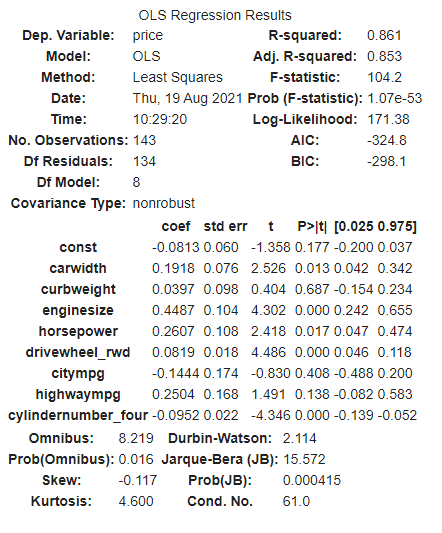 OLS Regression Results
Dep. Variable: price R-squared: 0.861
Model: OLS Adj. R-squared: 0.853
Method: Least Squares F-statistic: 104.2
Date: Thu, 19 Aug 2021 Prob (F-statistic): 1.07e-53
Time: 10:29:20 Log-Likelihood: 171.38
No. Observations: 143 AIC: -324.8
Df Residuals: 134 BIC: -298.1
Df Model: 8
Covariance Type: nonrobust
coef std err t P>|t| [0.025 0.975]
const -0.0813 0.060 -1.358 0.177 -0.200 0.037
carwidth 0.1918 0.076 2.526 0.013 0.042 0.342
curbweight 0.0397 0.098 0.404 0.687 -0.154 0.234
enginesize 0.4487 0.104 4.302 0.000 0.242 0.655
horsepower 0.2607 0.108 2.418 0.017 0.047 0.474
drivewheel_rwd 0.0819 0.018 4.486 0.000 0.046 0.118
citympg -0.1444 0.174 -0.830 0.408 -0.488 0.200
highwaympg 0.2504 0.168 1.491 0.138 -0.082 0.583
cylindernumber_four -0.0952 0.022 -4.346 0.000 -0.139 -0.052
Omnibus: 8.219 Durbin-Watson: 2.114
Prob(Omnibus): 0.016 Jarque-Bera (JB): 15.572
Skew: -0.117 Prob(JB): 0.000415
Kurtosis: 4.600 Cond. No. 61.0